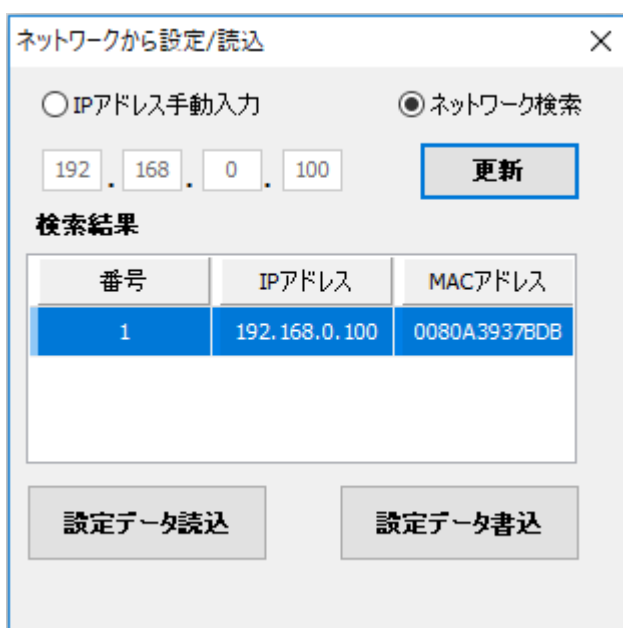 ネットワークから設定/読込
IPアドレス手動入力 ネットワーク検索
192 . 168 . 0 . 100 更新
検索結果
番号 IPアドレス MACアドレス
1 192.168.0.100 0080A3937BDB
設定データ読込 設定データ書込